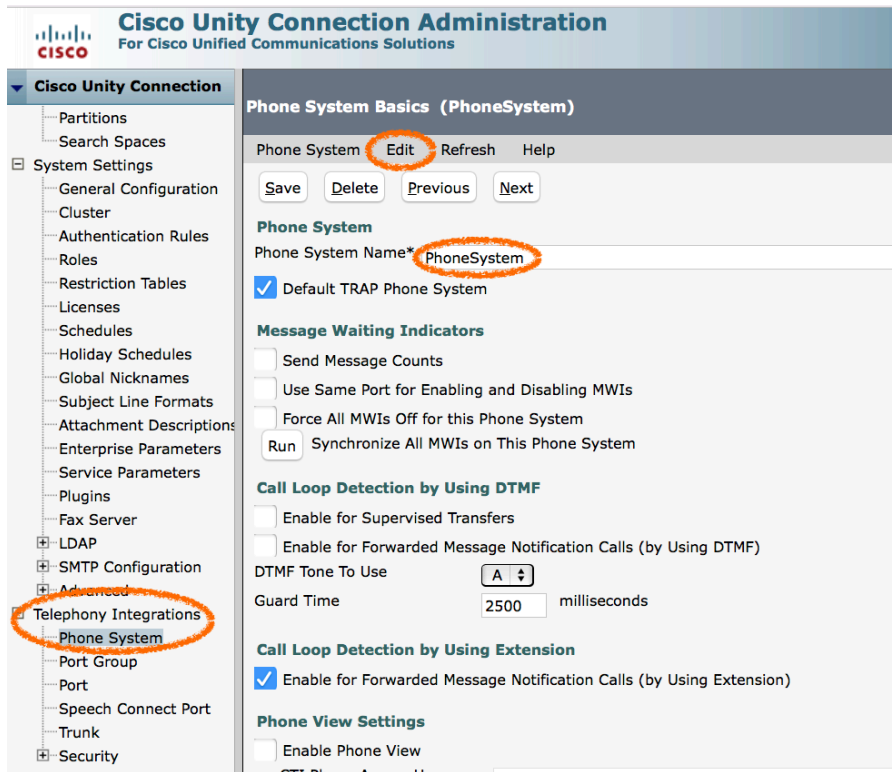 Cisco Unity Connection Administration
For Cisco Unified Communications Solutions
CISCO
Cisco Unity Connection
Partitions
Search Spaces
System Settings
General Configuration
Cluster
Authentication Rules
Roles
Restriction Tables
Licenses
Schedules
Holiday Schedules
Global Nicknames
Subject Line Formats
Attachment Descriptions
Enterprise Parameters
Service Parameters
Plugins
Fax Server
LDAP
SMTP Configuration
Advanced
Telephony Integrations
Phone System
Port Group
Port
Speech Connect Port
Trunk
Security
Phone System Basics (PhoneSystem)
Phone System Edit Refresh Help
Save Delete Previous Next
Phone System
Phone System Name* PhoneSystem
Default TRAP Phone System
Message Waiting Indicators
Send Message Counts
Use Same Port for Enabling and Disabling MWIs
Force All MWIs Off for this Phone System
Run Synchronize All MWIs on This Phone System
Call Loop Detection by Using DTMF
Enable for Supervised Transfers
Enable for Forwarded Message Notification Calls (by Using DTMF)
DTMF Tone To Use A
Guard Time 2500 milliseconds
Call Loop Detection by Using Extension
Enable for Forwarded Message Notification Calls (by Using Extension)
Phone View Settings
Enable Phone View